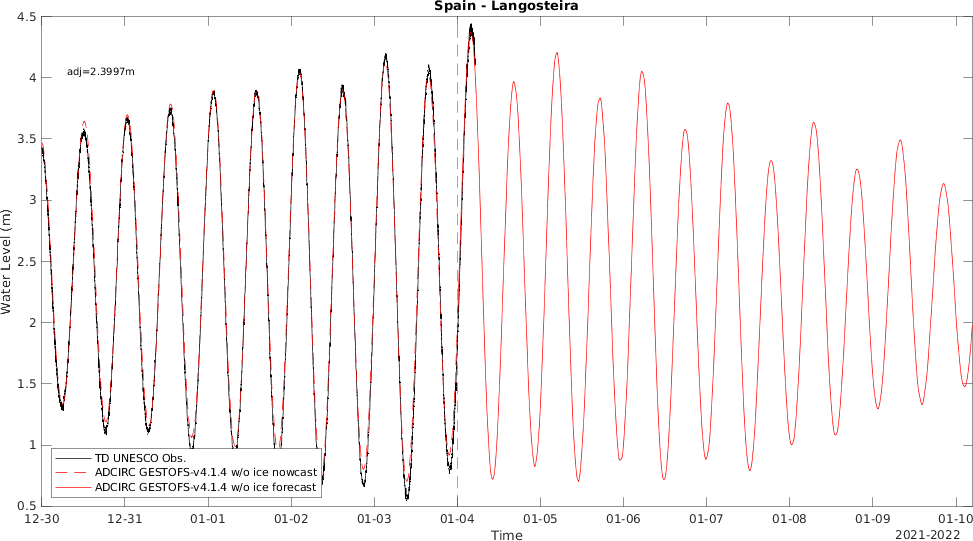 Spain - Langosteira
4.5
4
3.5
3
2.5
2
1.5
1
0.5
Water Level (m)
adj=2.3997m
TD UNESCO Obs.
ADCIRC GESTOFS-v4.1.4 w/o ice nowcast
ADCIRC GESTOFS-v4.1.4 w/o ice forecast
12-30 12-31 01-01 01-02 01-03 01-04 01-05 01-06 01-07 01-08 01-09 01-10
Time
2021-2022